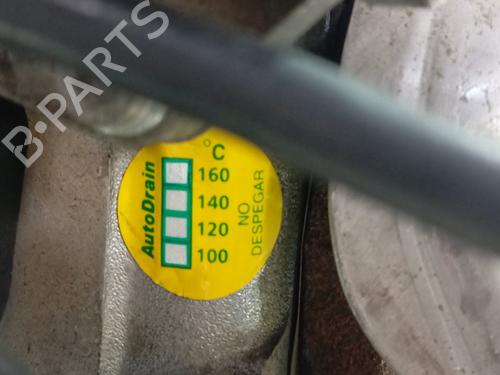 B-PARTS
AutoDrain
°C
160
140
120
100
NO
DESPEGAR